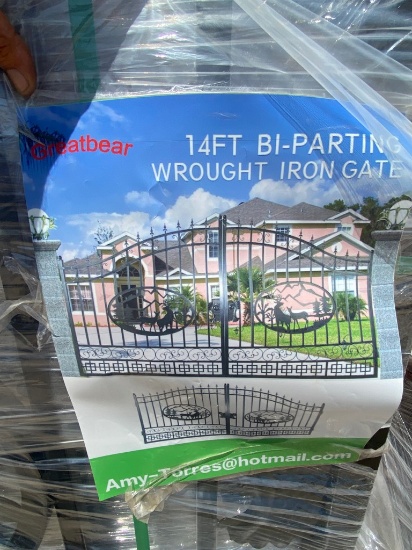 Greatbear
14FT BI-PARTING
WROUGHT IRON GATE
Amy-Torres@hotmail.com